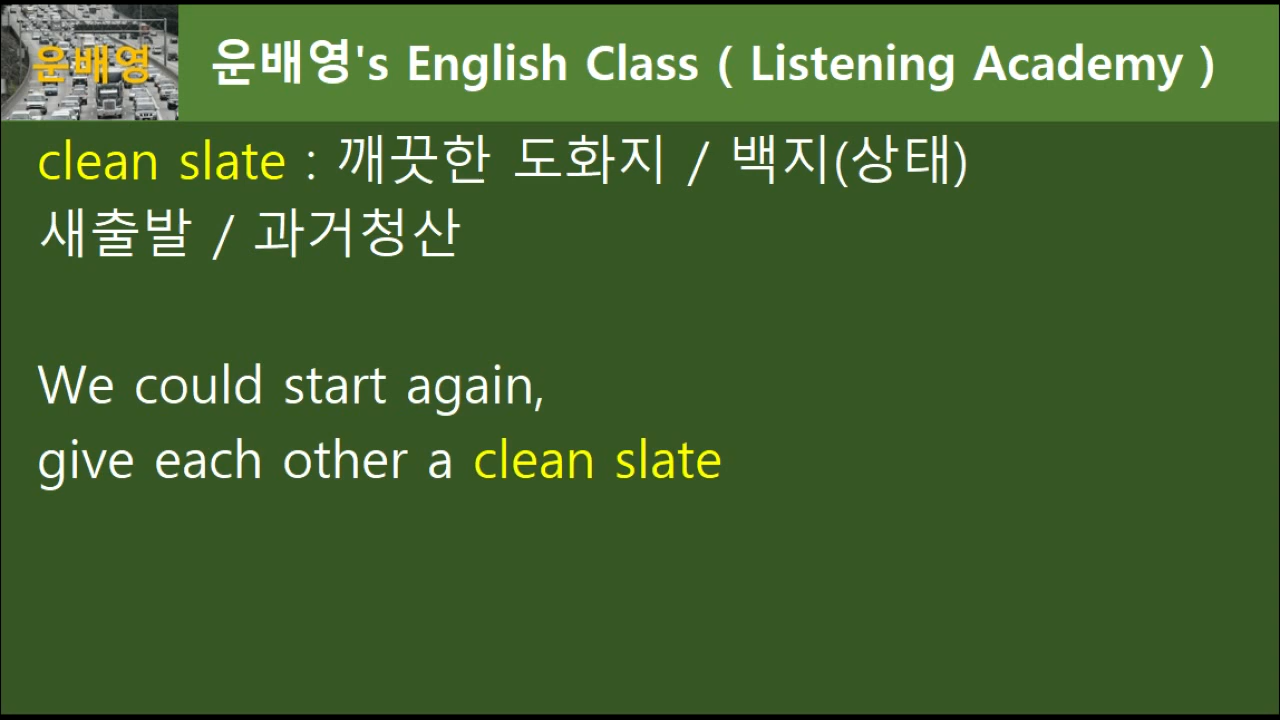 운배영
운배영's English Class ( Listening Academy )
clean slate : 깨끗한 도화지 / 백지(상태)
새출발 / 과거청산
We could start again,
give each other a clean slate